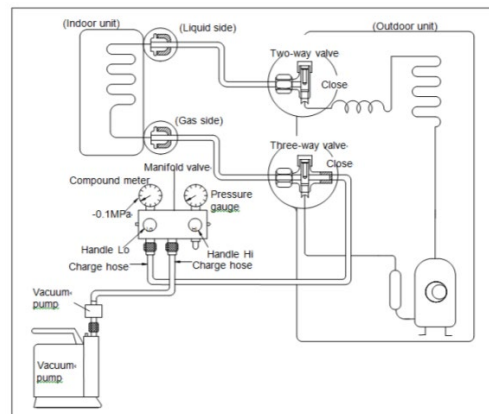 (Indoor unit)
(Liquid side)
(Outdoor unit)
Two-way valve
Close
(Gas side)
Three-way valve
Close
Manifold valve
Compound meter
Pressure
gauge
-0.1MPa
Handle Lo
Handle Hi
Charge hose
Charge hose
Vacuum-
pump
Vacuum-
pump